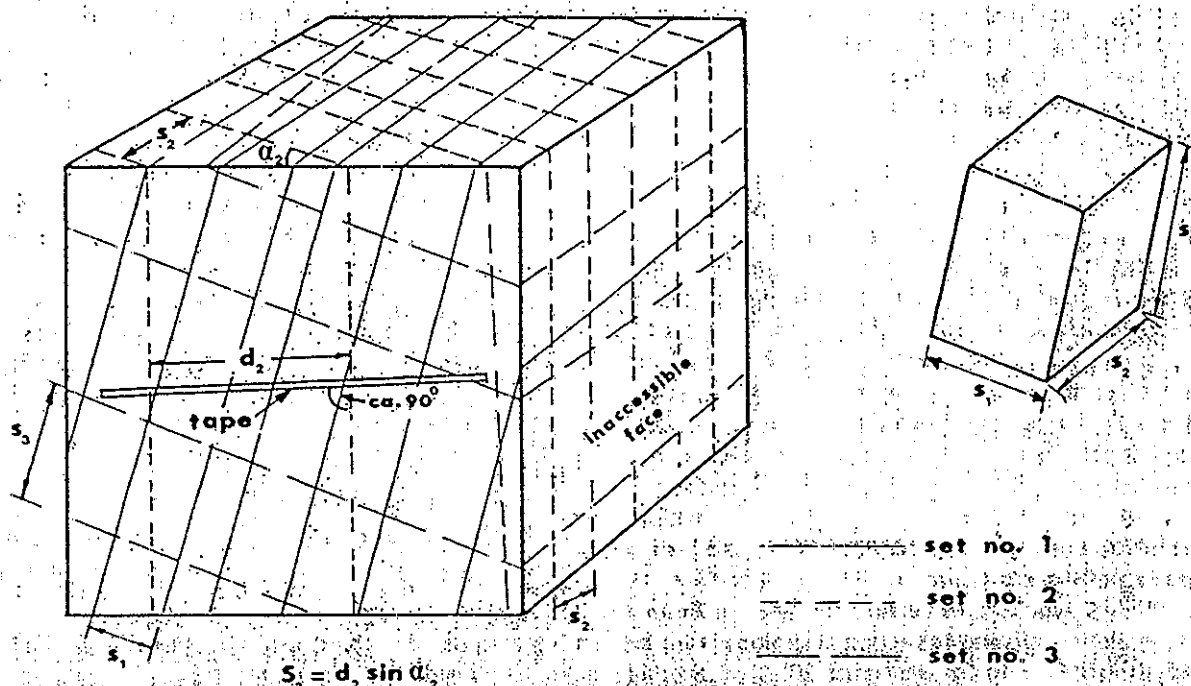 s₂
α₂
d₂
tape
ca. 90°
s₃
s₁
S₂ = d₂ sin α₂
inaccessible
face
s₂
s₁
s₂
s
set no. 1
set no. 2
set no. 3